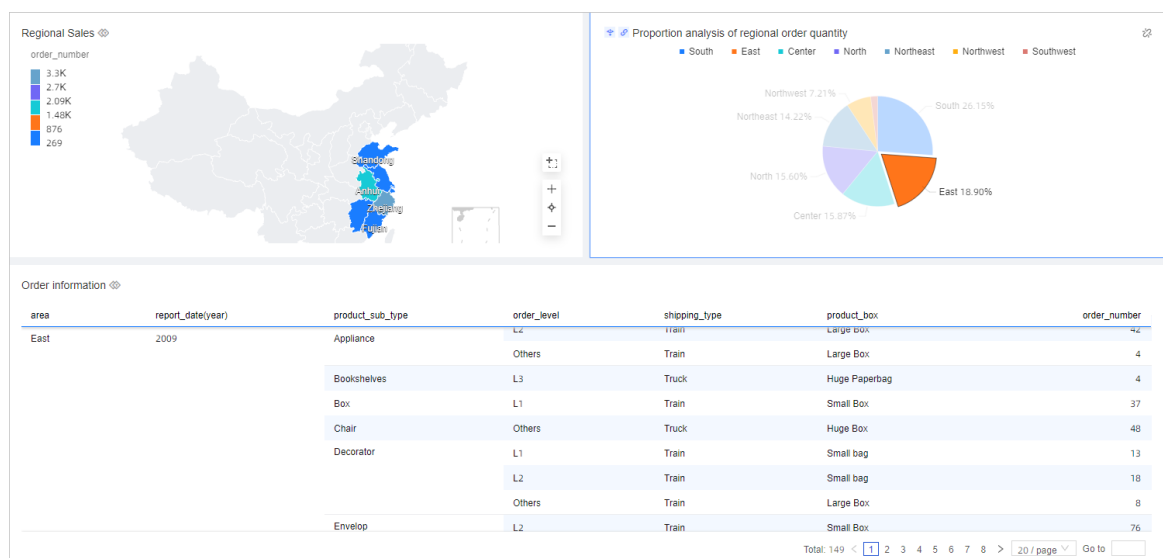 Regional Sales
order_number
3.3K
2.7K
2.09K
1.48K
876
269
Shandong
Anhui
Zhejiang
Fujian
Proportion analysis of regional order quantity
South East Center North Northeast Northwest Southwest
Northwest 7.21%
Northeast 14.22%
South 26.15%
North 15.60%
East 18.90%
Center 15.87%
Order information
area report_date(year) product_sub_type order_level shipping_type product_box order_number
L2 Train Large Box 42
East 2009 Appliance
Others Train Large Box 4
Bookshelves L3 Truck Huge Paperbag 4
Box L1 Train Small Box 37
Chair Others Truck Huge Box 48
Decorator L1 Train Small bag 13
L2 Train Small bag 18
Others Train Large Box 8
Envelop L2 Train Small Box 76
Total: 149 < 1 2 3 4 5 6 7 8 > 20 / page Go to